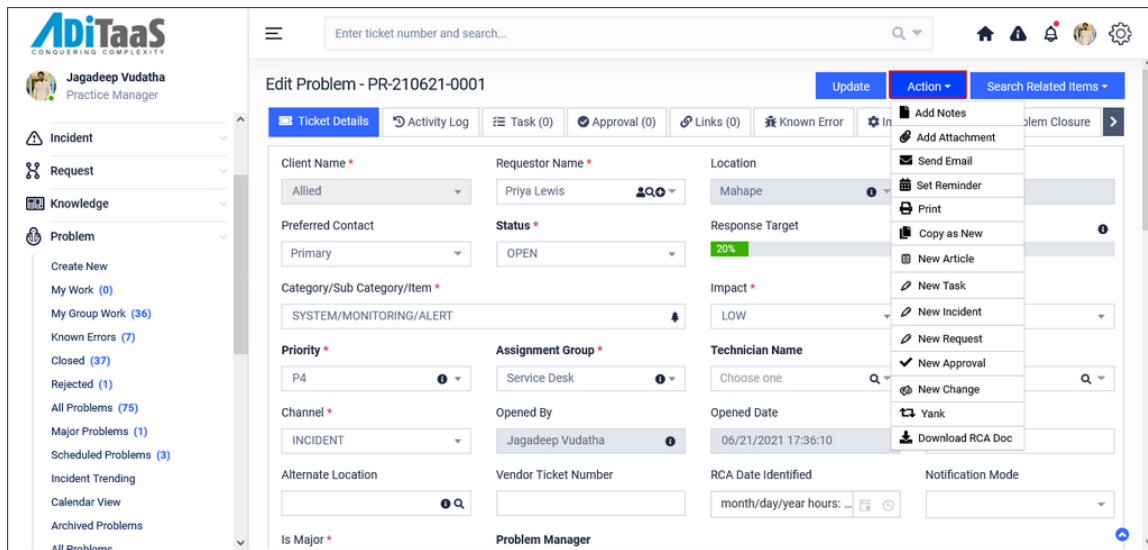 ADiTaaS
CONQUERING COMPLEXITY
Enter ticket number and search...
Jagadeep Vudatha
Practice Manager
Incident
Request
Knowledge
Problem
Create New
My Work (0)
My Group Work (36)
Known Errors (7)
Closed (37)
Rejected (1)
All Problems (75)
Major Problems (1)
Scheduled Problems (3)
Incident Trending
Calendar View
Archived Problems
All Problems
Edit Problem - PR-210621-0001
Update Action Search Related Items
Ticket Details Activity Log Task (0) Approval (0) Links (0) Known Error In blem Closure
Add Notes
Add Attachment
Send Email
Set Reminder
Print
Copy as New
New Article
New Task
New Incident
New Request
New Approval
New Change
Yank
Download RCA Doc
Client Name * Requestor Name * Location
Allied Priya Lewis Mahape
Preferred Contact Status * Response Target
Primary OPEN 20%
Category/Sub Category/Item * Impact *
SYSTEM/MONITORING/ALERT LOW
Priority * Assignment Group * Technician Name
P4 Service Desk Choose one
Channel * Opened By Opened Date
INCIDENT Jagadeep Vudatha 06/21/2021 17:36:10
Alternate Location Vendor Ticket Number RCA Date Identified Notification Mode
month/day/year hours: ...
Is Major * Problem Manager